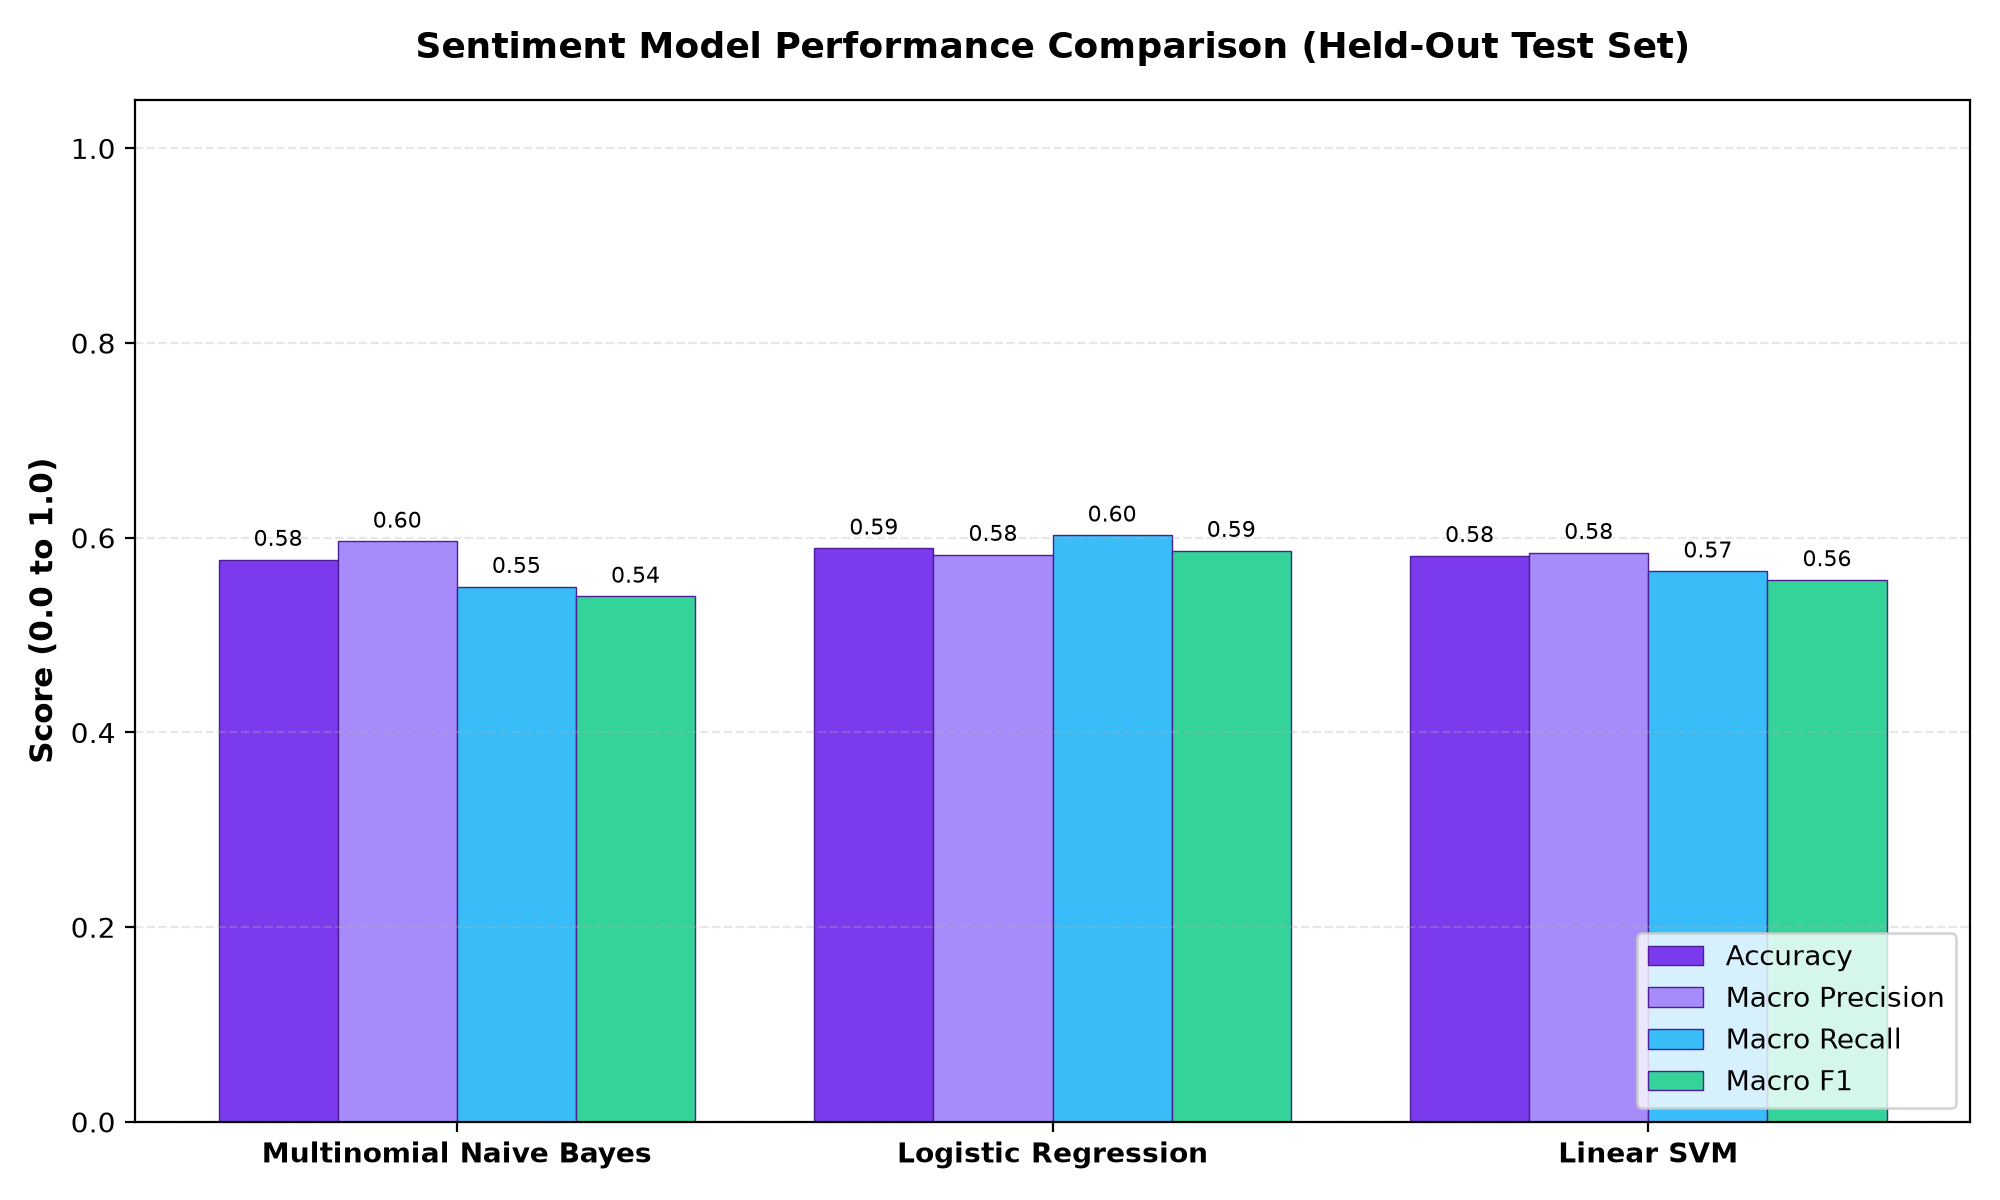 Sentiment Model Performance Comparison (Held-Out Test Set)
Score (0.0 to 1.0)
1.0
0.8
0.6
0.4
0.2
0.0
0.58
0.60
0.55
0.54
0.59
0.58
0.60
0.59
0.58
0.58
0.57
0.56
Accuracy
Macro Precision
Macro Recall
Macro F1
Multinomial Naive Bayes
Logistic Regression
Linear SVM